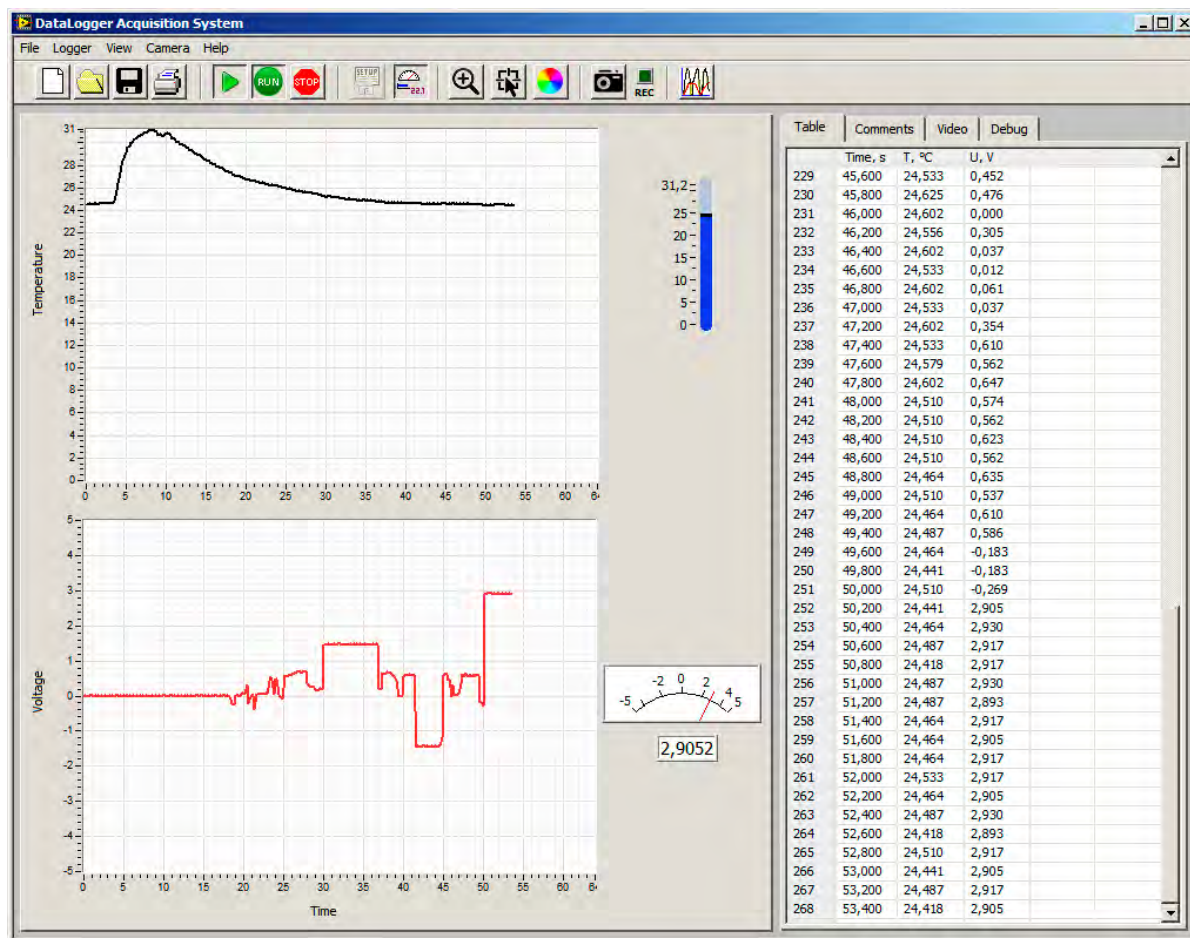 DataLogger Acquisition System
File Logger View Camera Help
RUN STOP SETUP 22.1 REC
31
28
26
24
22
20
18
16
14
12
10
8
6
4
2
0
Temperature
0 5 10 15 20 25 30 35 40 45 50 55 60 64
31,2
25
20
15
10
5
0
5
4
3
2
1
0
-1
-2
-3
-4
-5
Voltage
0 5 10 15 20 25 30 35 40 45 50 55 60 64
Time
-5 -2 0 2 4 5
2,9052
Table Comments Video Debug
Time, s T, °C U, V
229 45,600 24,533 0,452
230 45,800 24,625 0,476
231 46,000 24,602 0,000
232 46,200 24,556 0,305
233 46,400 24,602 0,037
234 46,600 24,533 0,012
235 46,800 24,602 0,061
236 47,000 24,533 0,037
237 47,200 24,602 0,354
238 47,400 24,533 0,610
239 47,600 24,579 0,562
240 47,800 24,602 0,647
241 48,000 24,510 0,574
242 48,200 24,510 0,562
243 48,400 24,510 0,623
244 48,600 24,510 0,562
245 48,800 24,464 0,635
246 49,000 24,510 0,537
247 49,200 24,464 0,610
248 49,400 24,487 0,586
249 49,600 24,464 -0,183
250 49,800 24,441 -0,183
251 50,000 24,510 -0,269
252 50,200 24,441 2,905
253 50,400 24,464 2,930
254 50,600 24,487 2,917
255 50,800 24,418 2,917
256 51,000 24,487 2,930
257 51,200 24,487 2,893
258 51,400 24,464 2,917
259 51,600 24,464 2,905
260 51,800 24,464 2,917
261 52,000 24,533 2,917
262 52,200 24,464 2,905
263 52,400 24,487 2,930
264 52,600 24,418 2,893
265 52,800 24,510 2,917
266 53,000 24,441 2,905
267 53,200 24,487 2,917
268 53,400 24,418 2,905